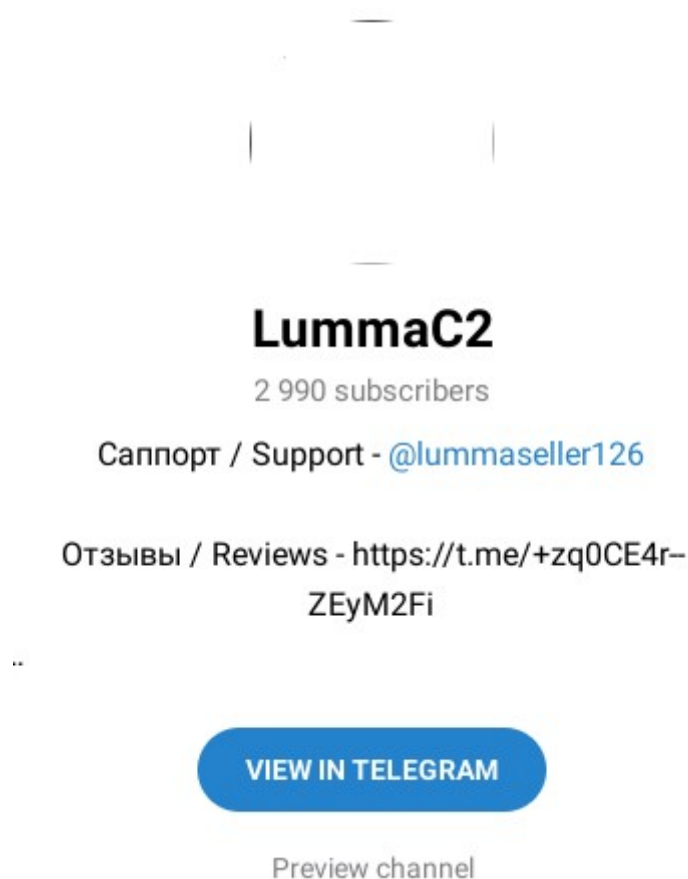 LummaC2
2 990 subscribers
Саппорт / Support - @lummaseller126
Отзывы / Reviews - https://t.me/+zq0CE4r--
ZEyM2Fi
..
VIEW IN TELEGRAM
Preview channel